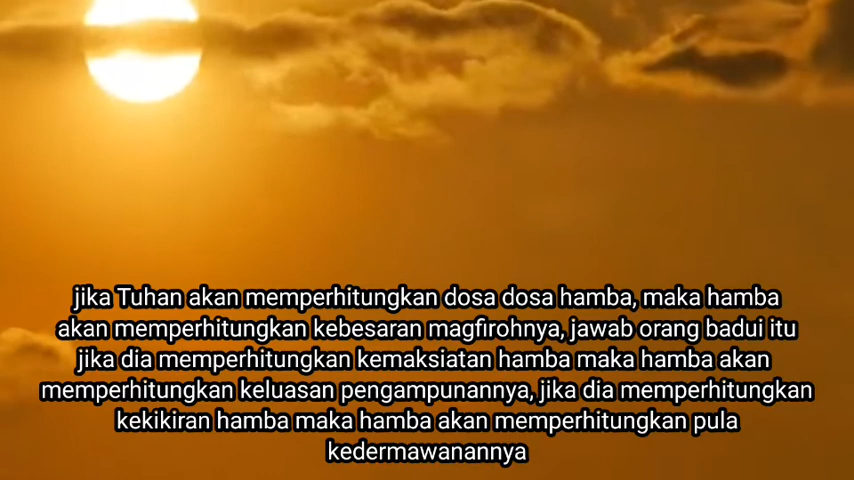 jika Tuhan akan memperhitungkan dosa dosa hamba, maka hamba
akan memperhitungkan kebesaran magfirohnya, jawab orang badui itu
jika dia memperhitungkan kemaksiatan hamba maka hamba akan
memperhitungkan keluasan pengampunannya, jika dia memperhitungkan
kekikiran hamba maka hamba akan memperhitungkan pula
kedermawanannya